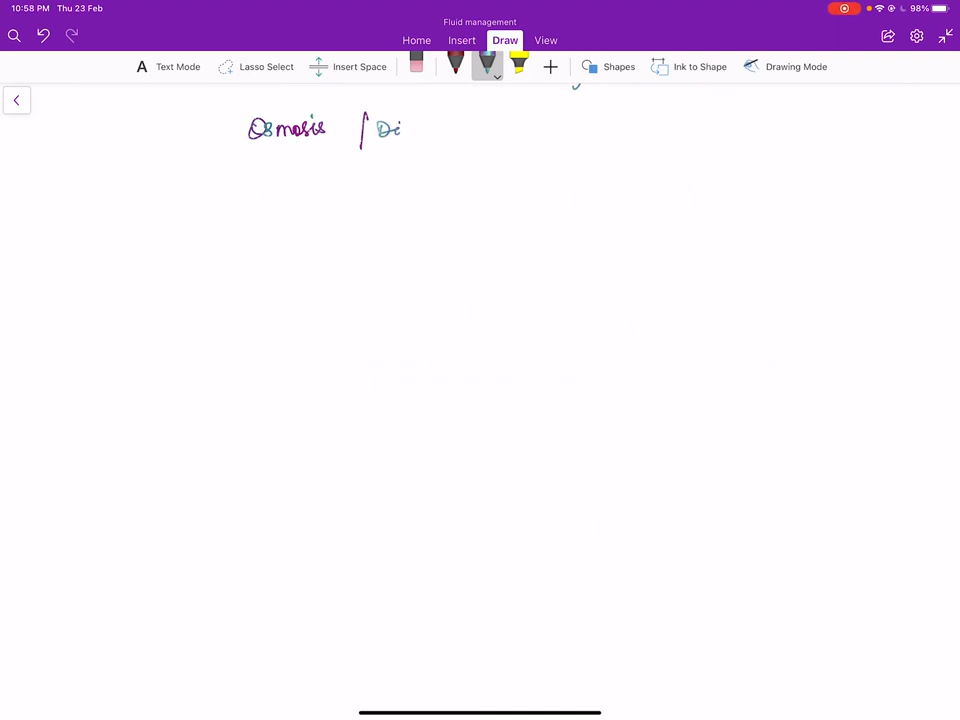 10:58 PM Thu 23 Feb 98%
Fluid management
Home Insert Draw View
A Text Mode Lasso Select Insert Space Shapes Ink to Shape Drawing Mode
Osmosis / Di